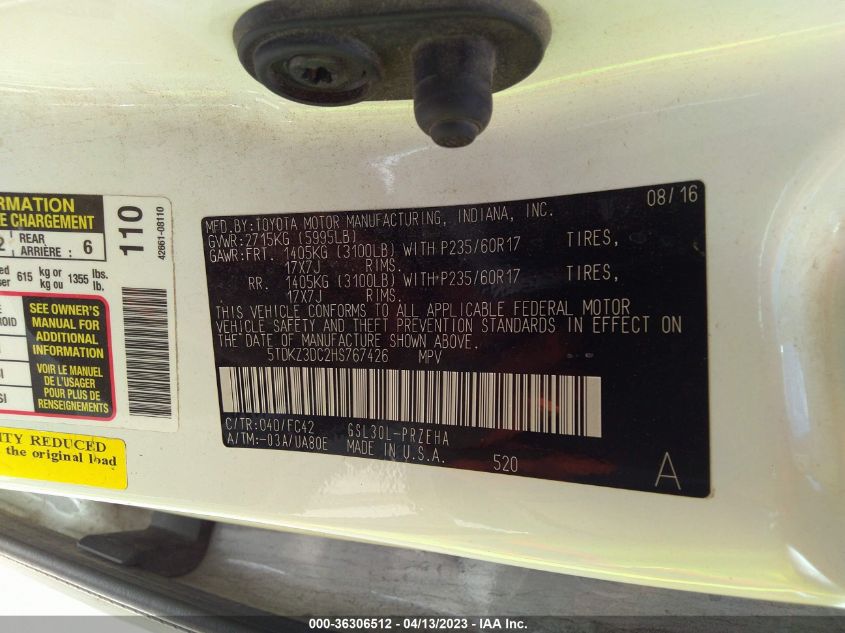 RMATION
E CHARGEMENT
2 REAR
ARRIÈRE : 6
615 kg or kg ou 1355 lbs. lb.
SEE OWNER'S
MANUAL FOR
ADDITIONAL
INFORMATION
VOIR LE MANUEL
DE L'USAGER
POUR PLUS DE
RENSEIGNEMENTS
110
42661-08110
ITY REDUCED
the original load
08/16
MFD.BY:TOYOTA MOTOR MANUFACTURING, INDIANA, INC.
GVWR:2715KG (5995LB)
GAWR:FRT. 1405KG (3100LB) WITH P235/60R17 TIRES,
17X7J RIMS.
RR. 1405KG (3100LB) WITH P235/60R17 TIRES,
17X7J RIMS.
THIS VEHICLE CONFORMS TO ALL APPLICABLE FEDERAL MOTOR
VEHICLE SAFETY AND THEFT PREVENTION STANDARDS IN EFFECT ON
THE DATE OF MANUFACTURE SHOWN ABOVE.
5TDKZ3DC2HS767426 MPV
C/TR:040/FC42 GSL30L-PRZEHA
A/TM:-03A/UA80E MADE IN U.S.A. 520
A
000-36306512 - 04/13/2023 - IAA Inc.